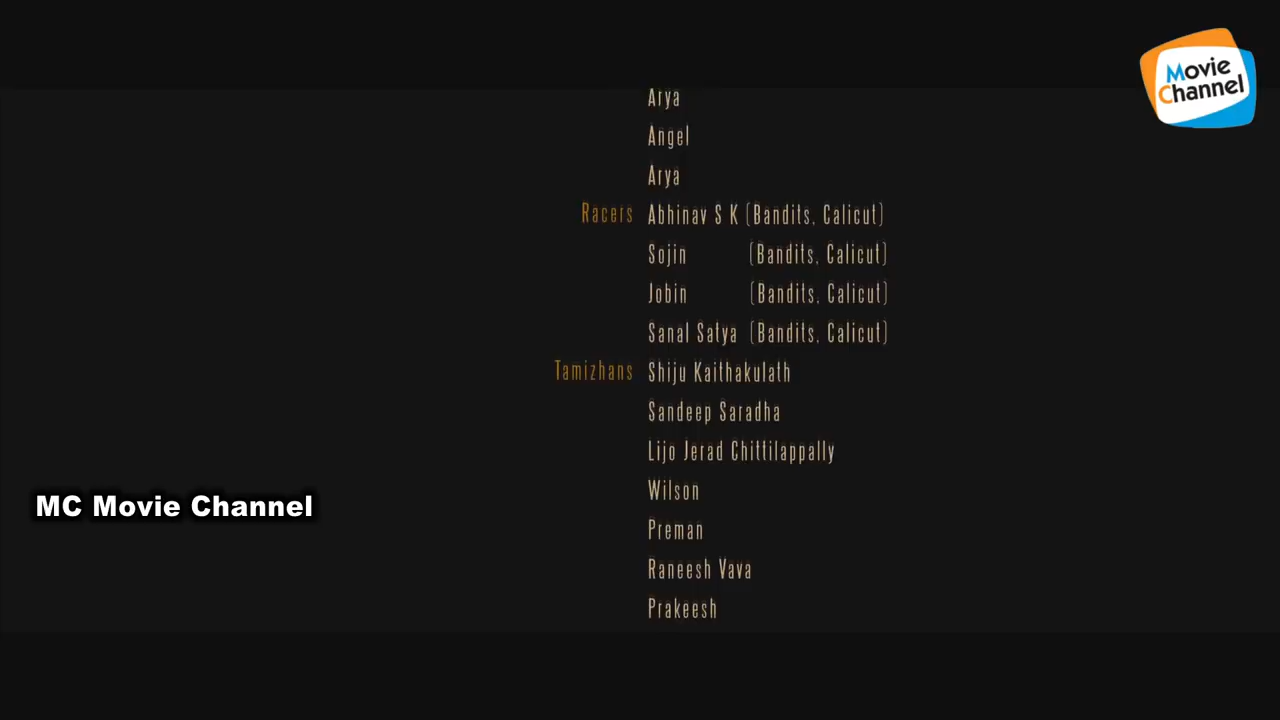 Movie
Channel
Arya
Angel
Arya
Racers Abhinav S K (Bandits, Calicut)
Sojin (Bandits, Calicut)
Jobin (Bandits, Calicut)
Sanal Satya (Bandits, Calicut)
Tamizhans Shiju Kaithakulath
Sandeep Saradha
Lijo Jerad Chittilappally
Wilson
MC Movie Channel
Preman
Raneesh Vava
Prakeesh